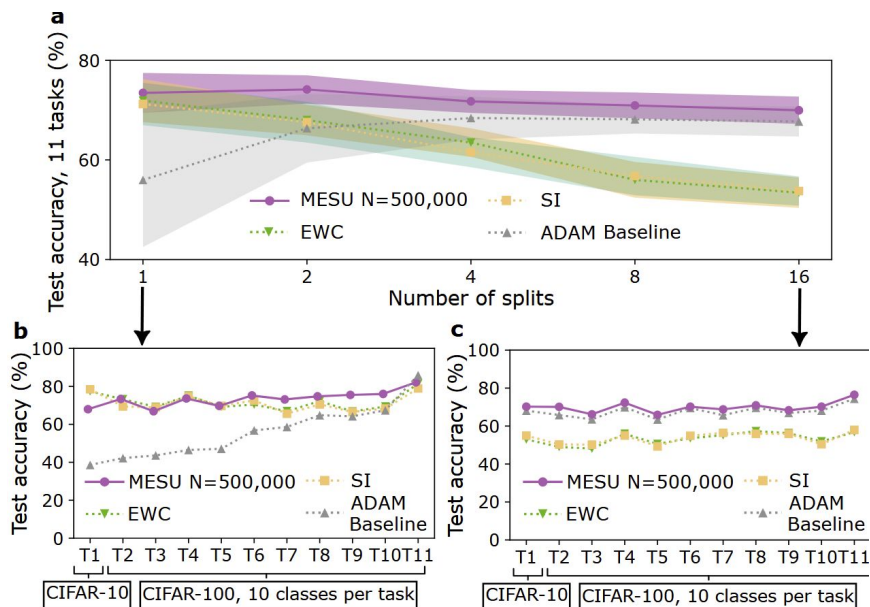 a
Test accuracy, 11 tasks (%)
80
60
40
MESU N=500,000
SI
EWC
ADAM Baseline
1
2
4
8
16
Number of splits
b
Test accuracy (%)
100
80
60
40
20
0
MESU N=500,000
SI
EWC
ADAM
Baseline
T1 T2 T3 T4 T5 T6 T7 T8 T9 T10 T11
CIFAR-10
CIFAR-100, 10 classes per task
c
Test accuracy (%)
100
80
60
40
20
0
MESU N=500,000
SI
EWC
ADAM
Baseline
T1 T2 T3 T4 T5 T6 T7 T8 T9 T10 T11
CIFAR-10
CIFAR-100, 10 classes per task